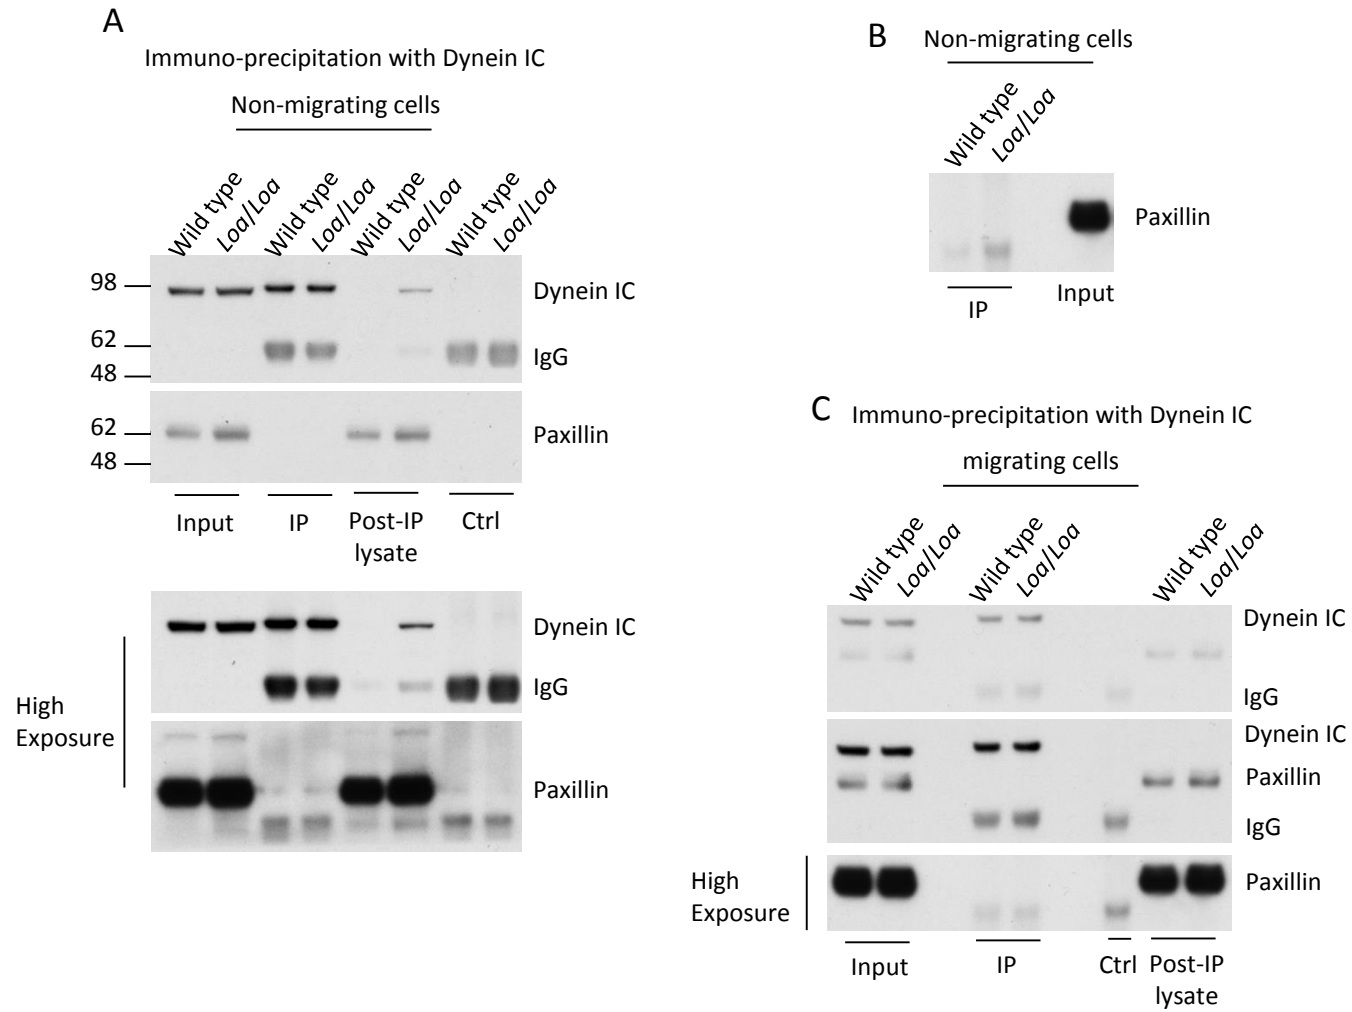 A
Immuno-precipitation with Dynein IC
Non-migrating cells
Wild type
Loa/Loa
Wild type
Loa/Loa
Wild type
Loa/Loa
Wild type
Loa/Loa
98
Dynein IC
62
IgG
48
62
Paxillin
48
Input
IP
Post-IP
lysate
Ctrl
High
Exposure
Dynein IC
IgG
Paxillin
B
Non-migrating cells
Wild type
Loa/Loa
Paxillin
IP
Input
C
Immuno-precipitation with Dynein IC
migrating cells
Wild type
Loa/Loa
Wild type
Loa/Loa
Wild type
Loa/Loa
Dynein IC
IgG
Dynein IC
Paxillin
IgG
High
Exposure
Paxillin
Input
IP
Ctrl
Post-IP
lysate